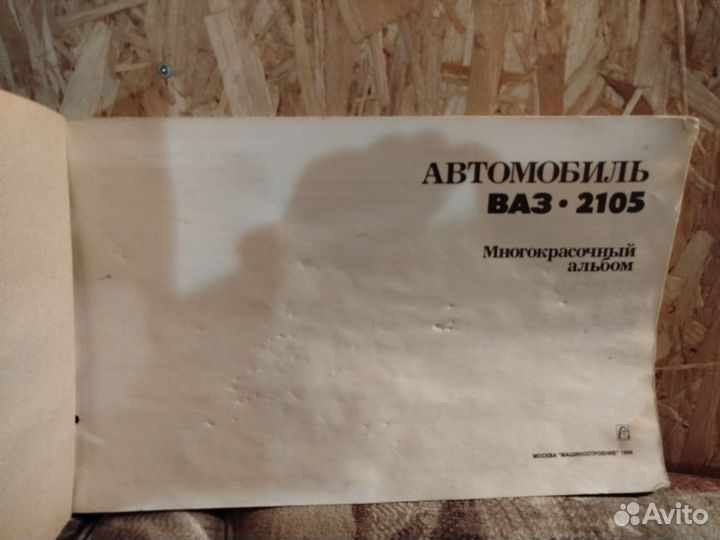 АВТОМОБИЛЬ
ВАЗ • 2105
Многокрасочный
альбом
МОСКВА "МАШИНОСТРОЕНИЕ"
Avito